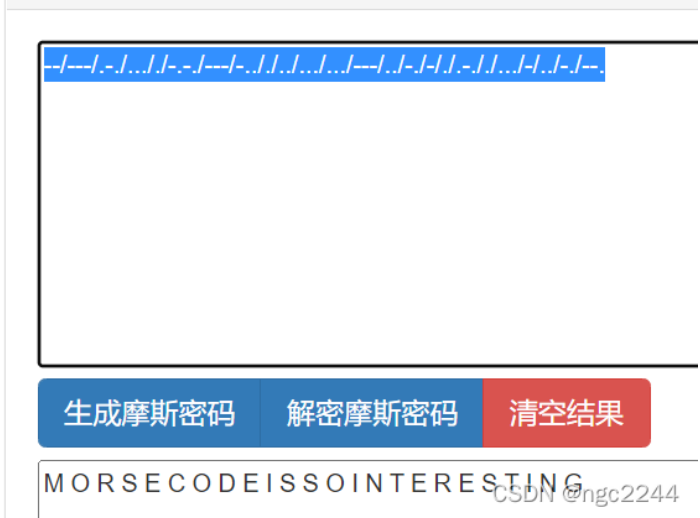 --/---/.-./..././-.-./---/-.././../.../.../---/../-./-/./.-././.../-/../-./--.
生成摩斯密码 解密摩斯密码 清空结果
M O R S E C O D E I S S O I N T E R E S T I N G
CSDN @ngc2244